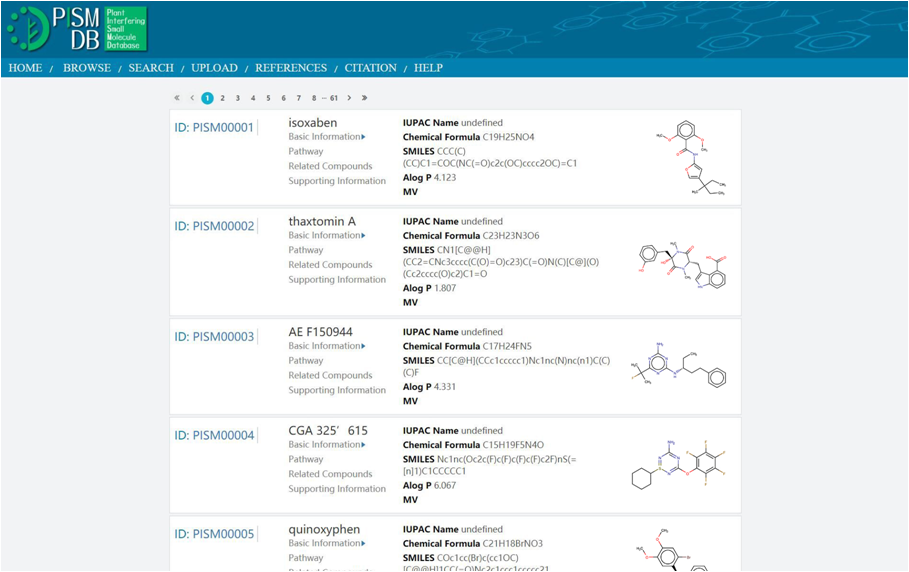 PISM
DB
Plant
Interfering
Small
Molecule
Database
HOME / BROWSE / SEARCH / UPLOAD / REFERENCES / CITATION / HELP
« ‹ 1 2 3 4 5 6 7 8 ··· 61 › »
ID: PISM00001
isoxaben
Basic Information
Pathway
Related Compounds
Supporting Information
IUPAC Name undefined
Chemical Formula C19H25NO4
SMILES CCC(C)
(CC)C1=COC(NC(=O)c2c(OC)cccc2OC)=C1
Alog P 4.123
MV
ID: PISM00002
thaxtomin A
Basic Information
Pathway
Related Compounds
Supporting Information
IUPAC Name undefined
Chemical Formula C23H23N3O6
SMILES CN1[C@@H]
(CC2=CNc3cccc(C(O)=O)c23)C(=O)N(C)[C@](O)
(Cc2cccc(O)c2)C1=O
Alog P 1.807
MV
ID: PISM00003
AE F150944
Basic Information
Pathway
Related Compounds
Supporting Information
IUPAC Name undefined
Chemical Formula C17H24FN5
SMILES CC[C@H](CCc1ccccc1)Nc1nc(N)nc(n1)C(C)
(C)F
Alog P 4.331
MV
ID: PISM00004
CGA 325' 615
Basic Information
Pathway
Related Compounds
Supporting Information
IUPAC Name undefined
Chemical Formula C15H19F5N4O
SMILES Nc1nc(Oc2c(F)c(F)c(F)c(F)c2F)nS(=
[n]1)C1CCCCC1
Alog P 6.067
MV
ID: PISM00005
quinoxyphen
Basic Information
Pathway
IUPAC Name undefined
Chemical Formula C21H18BrNO3
SMILES COc1cc(Br)c(cc1OC)